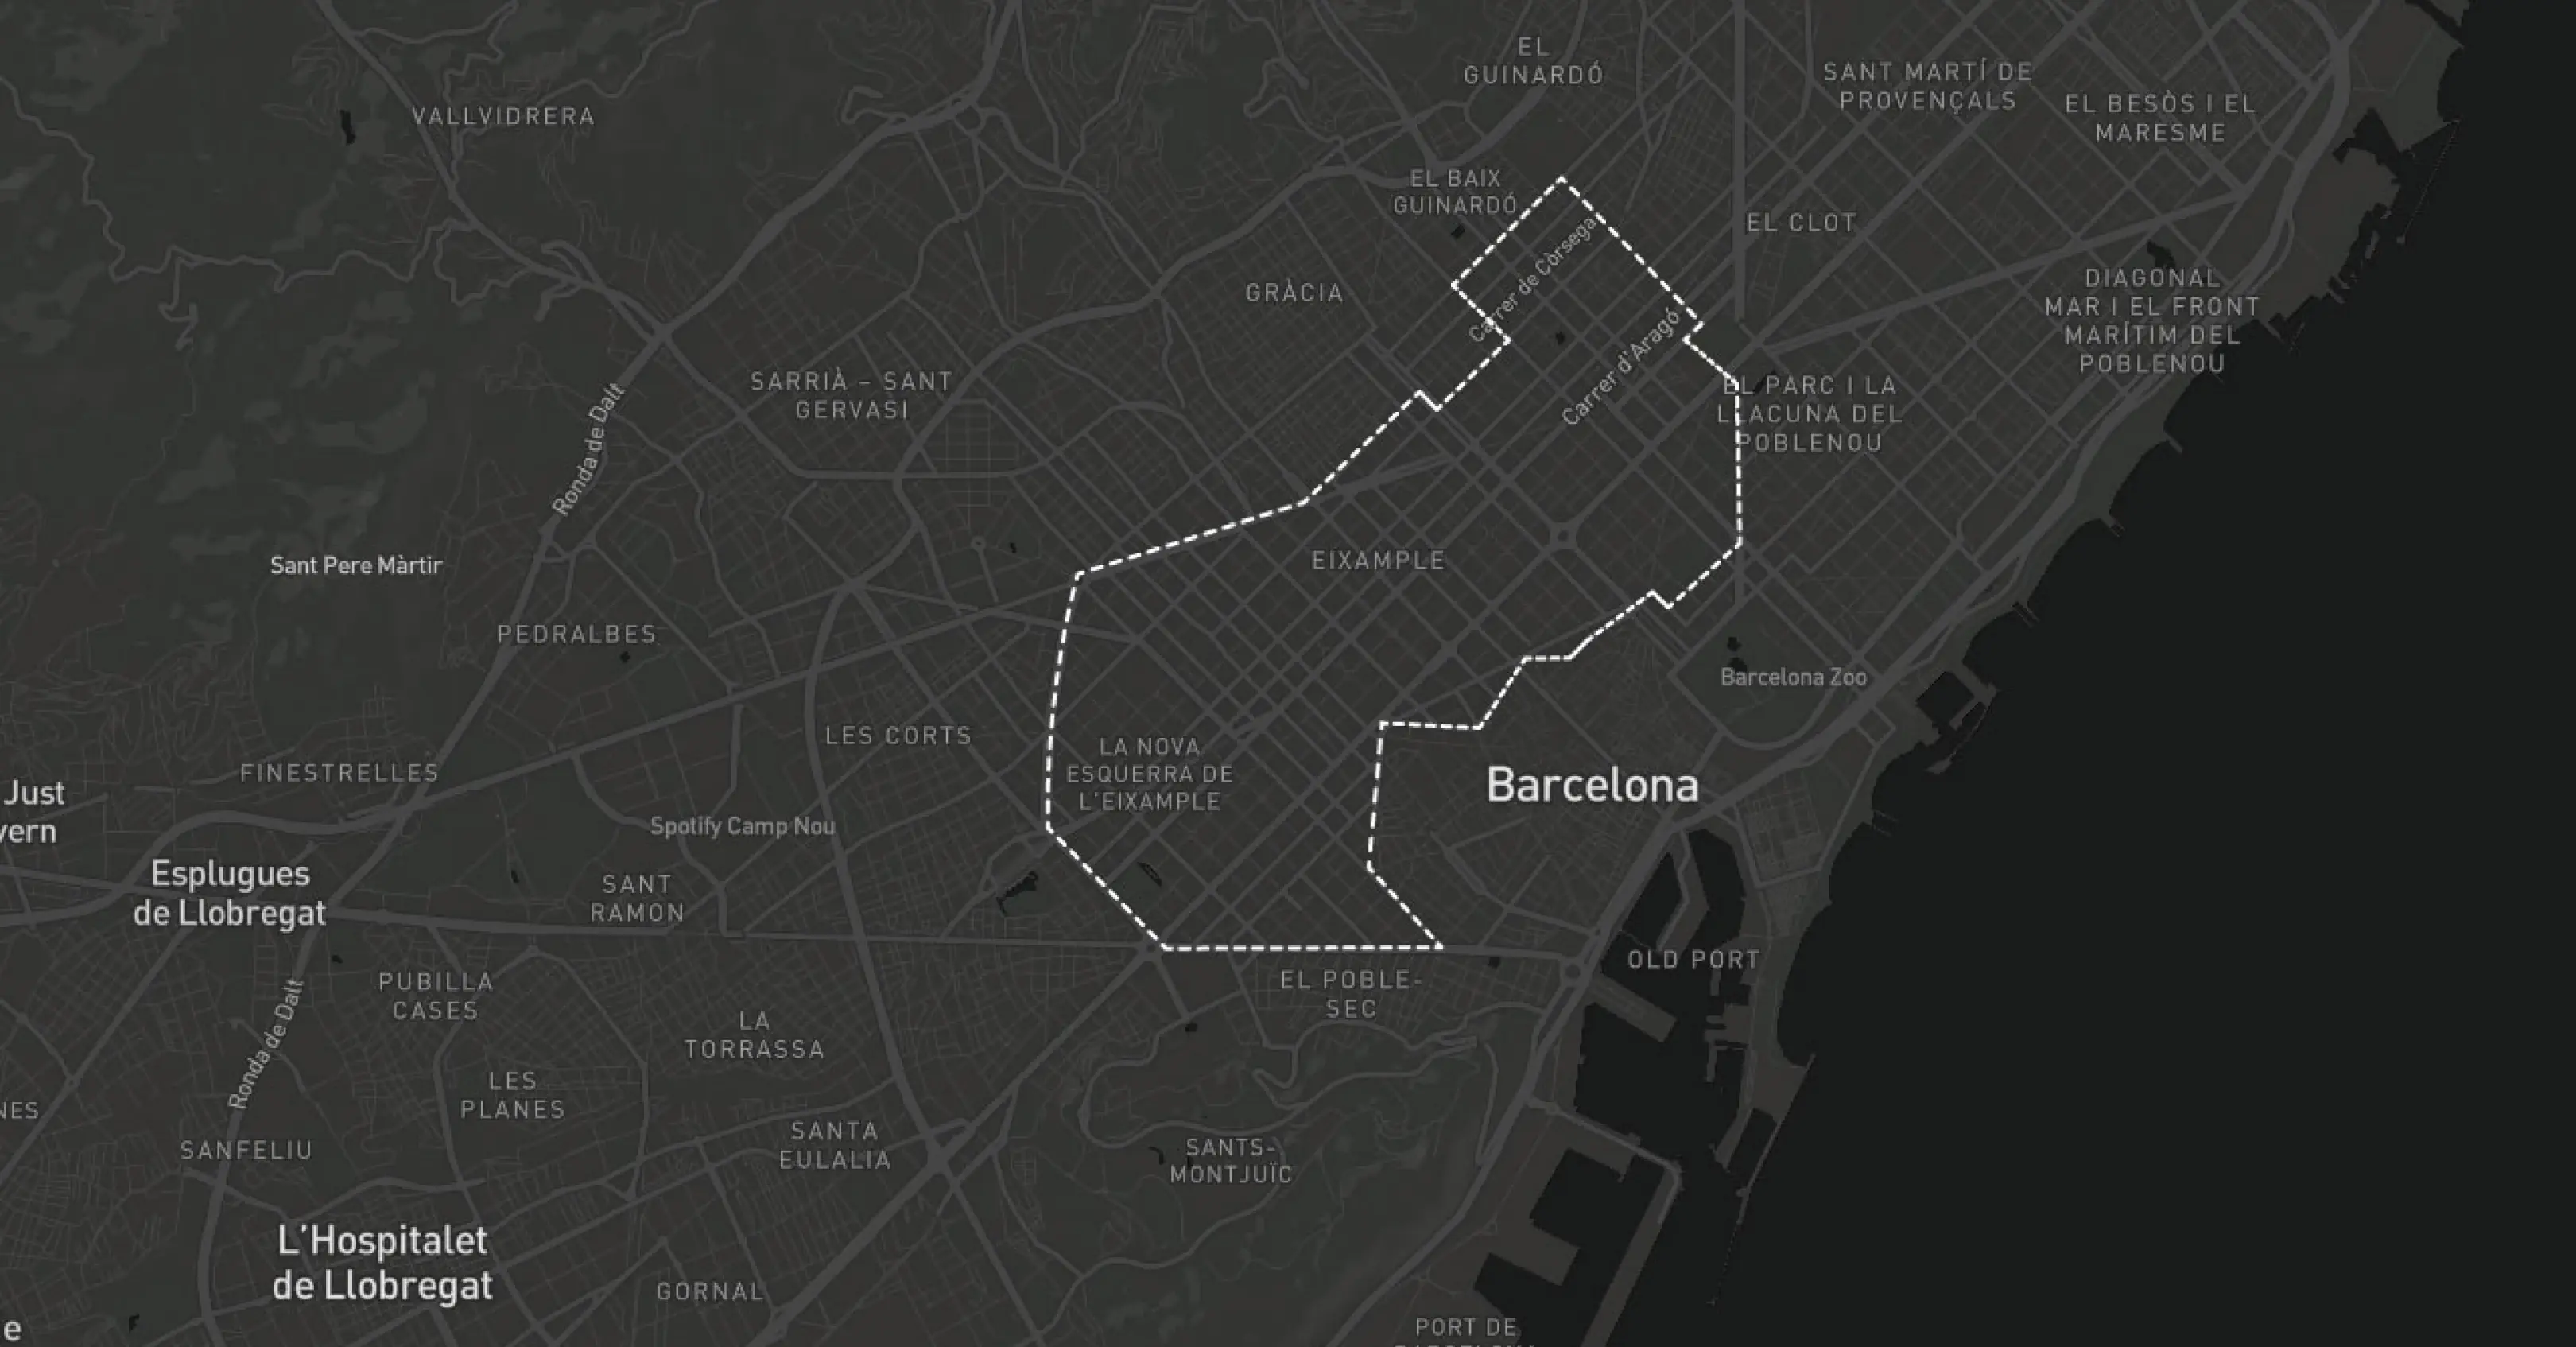 EL
GUINARDÓ
SANT MARTÍ DE
PROVENÇALS
EL BESÒS I EL
MARESME
VALLVIDRERA
EL BAIX
GUINARDÓ
EL CLOT
Carrer de Còrsega
GRÀCIA
DIAGONAL
MAR I EL FRONT
MARÍTIM DEL
POBLENOU
Carrer d'Aragó
SARRIÀ – SANT
GERVASI
EL PARC I LA
LLACUNA DEL
POBLENOU
Ronda de Dalt
Sant Pere Màrtir
EIXAMPLE
PEDRALBES
Barcelona Zoo
LES CORTS
LA NOVA
ESQUERRA DE
L'EIXAMPLE
Barcelona
FINESTRELLES
Just
vern
Spotify Camp Nou
Esplugues
de Llobregat
SANT
RAMON
OLD PORT
PUBILLA
CASES
EL POBLE-
SEC
Ronda de Dalt
LA
TORRASSA
LES
PLANES
NES
SANFELIU
SANTA
EULALIA
SANTS-
MONTJUÏC
L'Hospitalet
de Llobregat
GORNAL
e
PORT DE